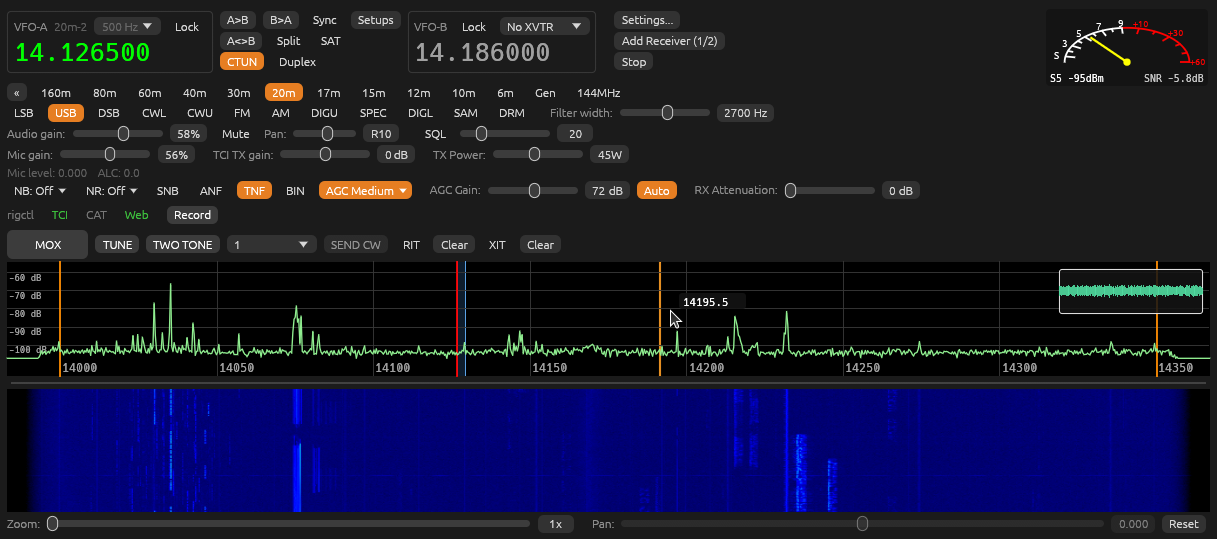 VFO-A 20m-2 500 Hz Lock
14.126500
A>B B>A Sync Setups
A<>B Split SAT
CTUN Duplex
VFO-B Lock No XVTR
14.186000
Settings...
Add Receiver (1/2)
Stop
S 3 5 7 9 +10 +30 +60
S5 -95dBm SNR -5.8dB
« 160m 80m 60m 40m 30m 20m 17m 15m 12m 10m 6m Gen 144MHz
LSB USB DSB CWL CWU FM AM DIGU SPEC DIGL SAM DRM Filter width: 2700 Hz
Audio gain: 58% Mute Pan: R10 SQL 20
Mic gain: 56% TCI TX gain: 0 dB TX Power: 45W
Mic level: 0.000 ALC: 0.0
NB: Off NR: Off SNB ANF TNF BIN AGC Medium AGC Gain: 72 dB Auto RX Attenuation: 0 dB
rigctl TCI CAT Web Record
MOX TUNE TWO TONE 1 SEND CW RIT Clear XIT Clear
-60 dB
-70 dB
14195.5
-80 dB
-90 dB
-100 dB
14000 14050 14100 14150 14200 14250 14300 14350
Zoom: 1x Pan: 0.000 Reset